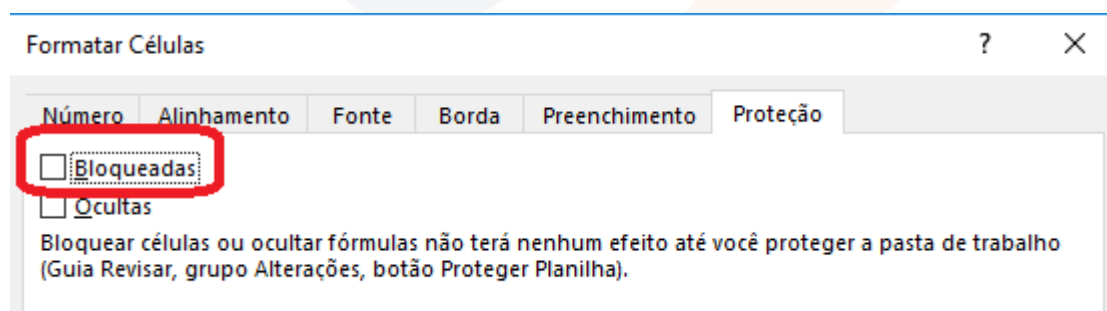 Formatar Células ? ×
Número Alinhamento Fonte Borda Preenchimento Proteção
Bloqueadas
Ocultas
Bloquear células ou ocultar fórmulas não terá nenhum efeito até você proteger a pasta de trabalho
(Guia Revisar, grupo Alterações, botão Proteger Planilha).